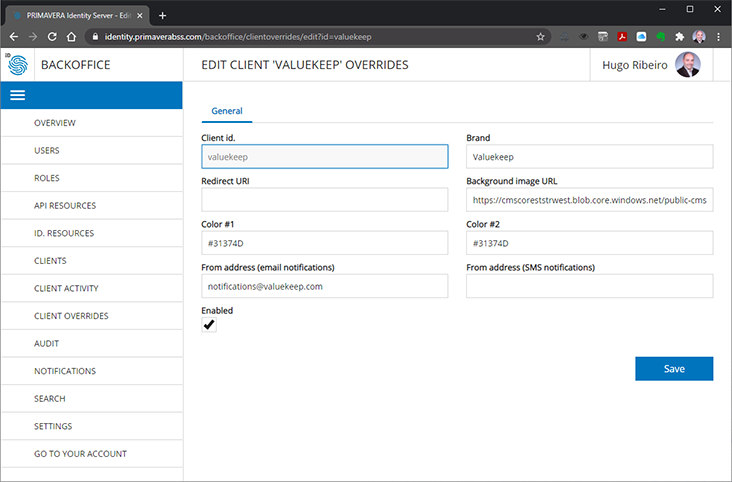 PRIMAVERA Identity Server - Edit
identity.primaverabss.com/backoffice/clientoverrides/edit?id=valuekeep
ID
BACKOFFICE
EDIT CLIENT 'VALUEKEEP' OVERRIDES
Hugo Ribeiro
OVERVIEW
USERS
ROLES
API RESOURCES
ID. RESOURCES
CLIENTS
CLIENT ACTIVITY
CLIENT OVERRIDES
AUDIT
NOTIFICATIONS
SEARCH
SETTINGS
GO TO YOUR ACCOUNT
General
Client id.
valuekeep
Brand
Valuekeep
Redirect URI
Background image URL
https://cmscoreststrwest.blob.core.windows.net/public-cms
Color #1
#31374D
Color #2
#31374D
From address (email notifications)
notifications@valuekeep.com
From address (SMS notifications)
Enabled
Save